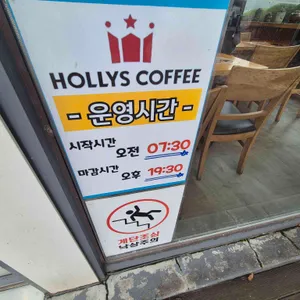 HOLLYS COFFEE
- 운영시간 -
시작시간 오전 07:30
마감시간 오후 19:30
계단조심
낙상주의